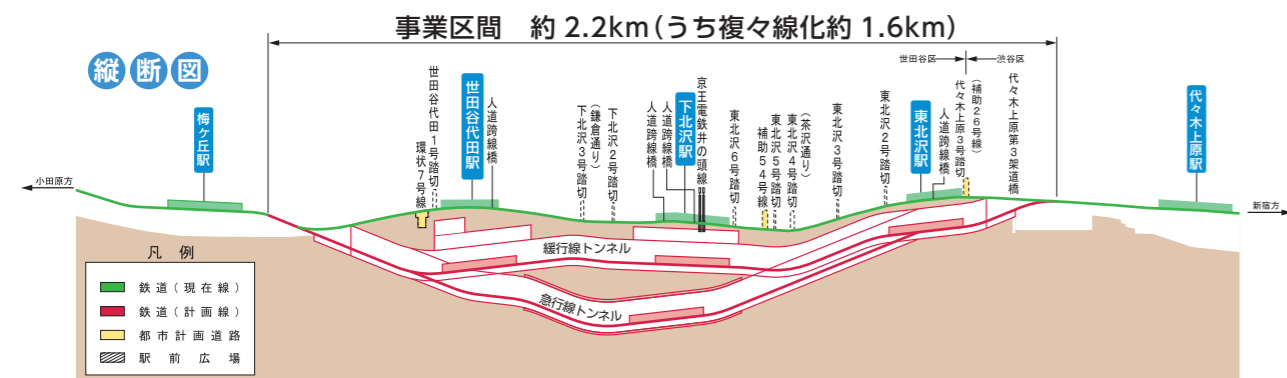 事業区間 約2.2km(うち複々線化約1.6km)
縦断図
小田原方
梅ヶ丘駅
環状7号線
世田谷代田1号踏切
世田谷代田駅
人道跨線橋
下北沢3号踏切
(鎌倉通り)
下北沢2号踏切
人道跨線橋
人道跨線橋
下北沢駅
京王電鉄井の頭線
東北沢6号踏切
補助54号線
東北沢5号踏切
東北沢4号踏切
(茶沢通り)
東北沢3号踏切
東北沢2号踏切
東北沢駅
人道跨線橋
世田谷区
渋谷区
代々木上原3号踏切
(補助26号線)
代々木上原第3架道橋
代々木上原駅
新宿方
緩行線トンネル
急行線トンネル
凡例
鉄道(現在線)
鉄道(計画線)
都市計画道路
駅前広場